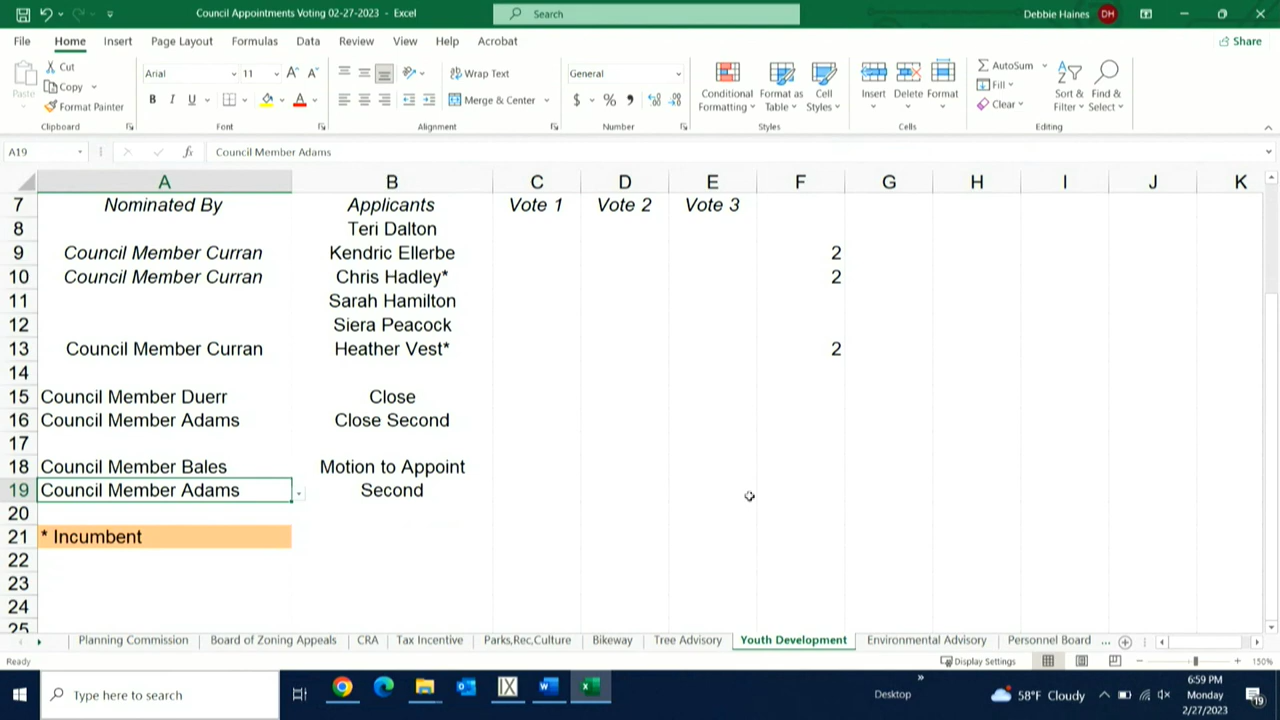 Council Appointments Voting 02-27-2023 - Excel
Search
Debbie Haines DH
File Home Insert Page Layout Formulas Data Review View Help Acrobat Share
Paste
Cut
Copy
Format Painter
Clipboard
Arial 11
B I U
Font
Wrap Text
Merge & Center
Alignment
General
$ % ,
Number
Conditional Formatting
Format as Table
Cell Styles
Styles
Insert Delete Format
Cells
AutoSum
Fill
Clear
Sort & Filter
Find & Select
Editing
A19 fx Council Member Adams
A B C D E F G H I J K
7 Nominated By Applicants Vote 1 Vote 2 Vote 3
8 Teri Dalton
9 Council Member Curran Kendric Ellerbe 2
10 Council Member Curran Chris Hadley* 2
11 Sarah Hamilton
12 Siera Peacock
13 Council Member Curran Heather Vest* 2
14
15 Council Member Duerr Close
16 Council Member Adams Close Second
17
18 Council Member Bales Motion to Appoint
19 Council Member Adams Second
20
21 * Incumbent
22
23
24
25
Planning Commission Board of Zoning Appeals CRA Tax Incentive Parks,Rec,Culture Bikeway Tree Advisory Youth Development Environmental Advisory Personnel Board ...
Ready Display Settings 150%
Type here to search
Desktop
58°F Cloudy
6:59 PM
Monday
2/27/2023
19